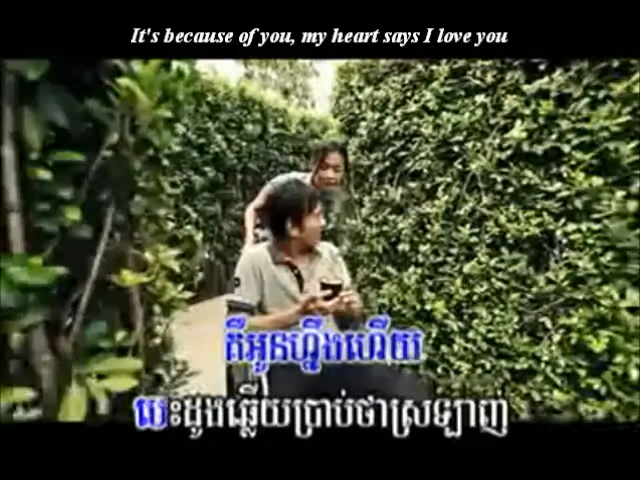 It's because of you, my heart says I love you
គឺអូនហ្នឹងហើយ
បេះដូងឆ្លើយប្រាប់ថាស្រឡាញ់